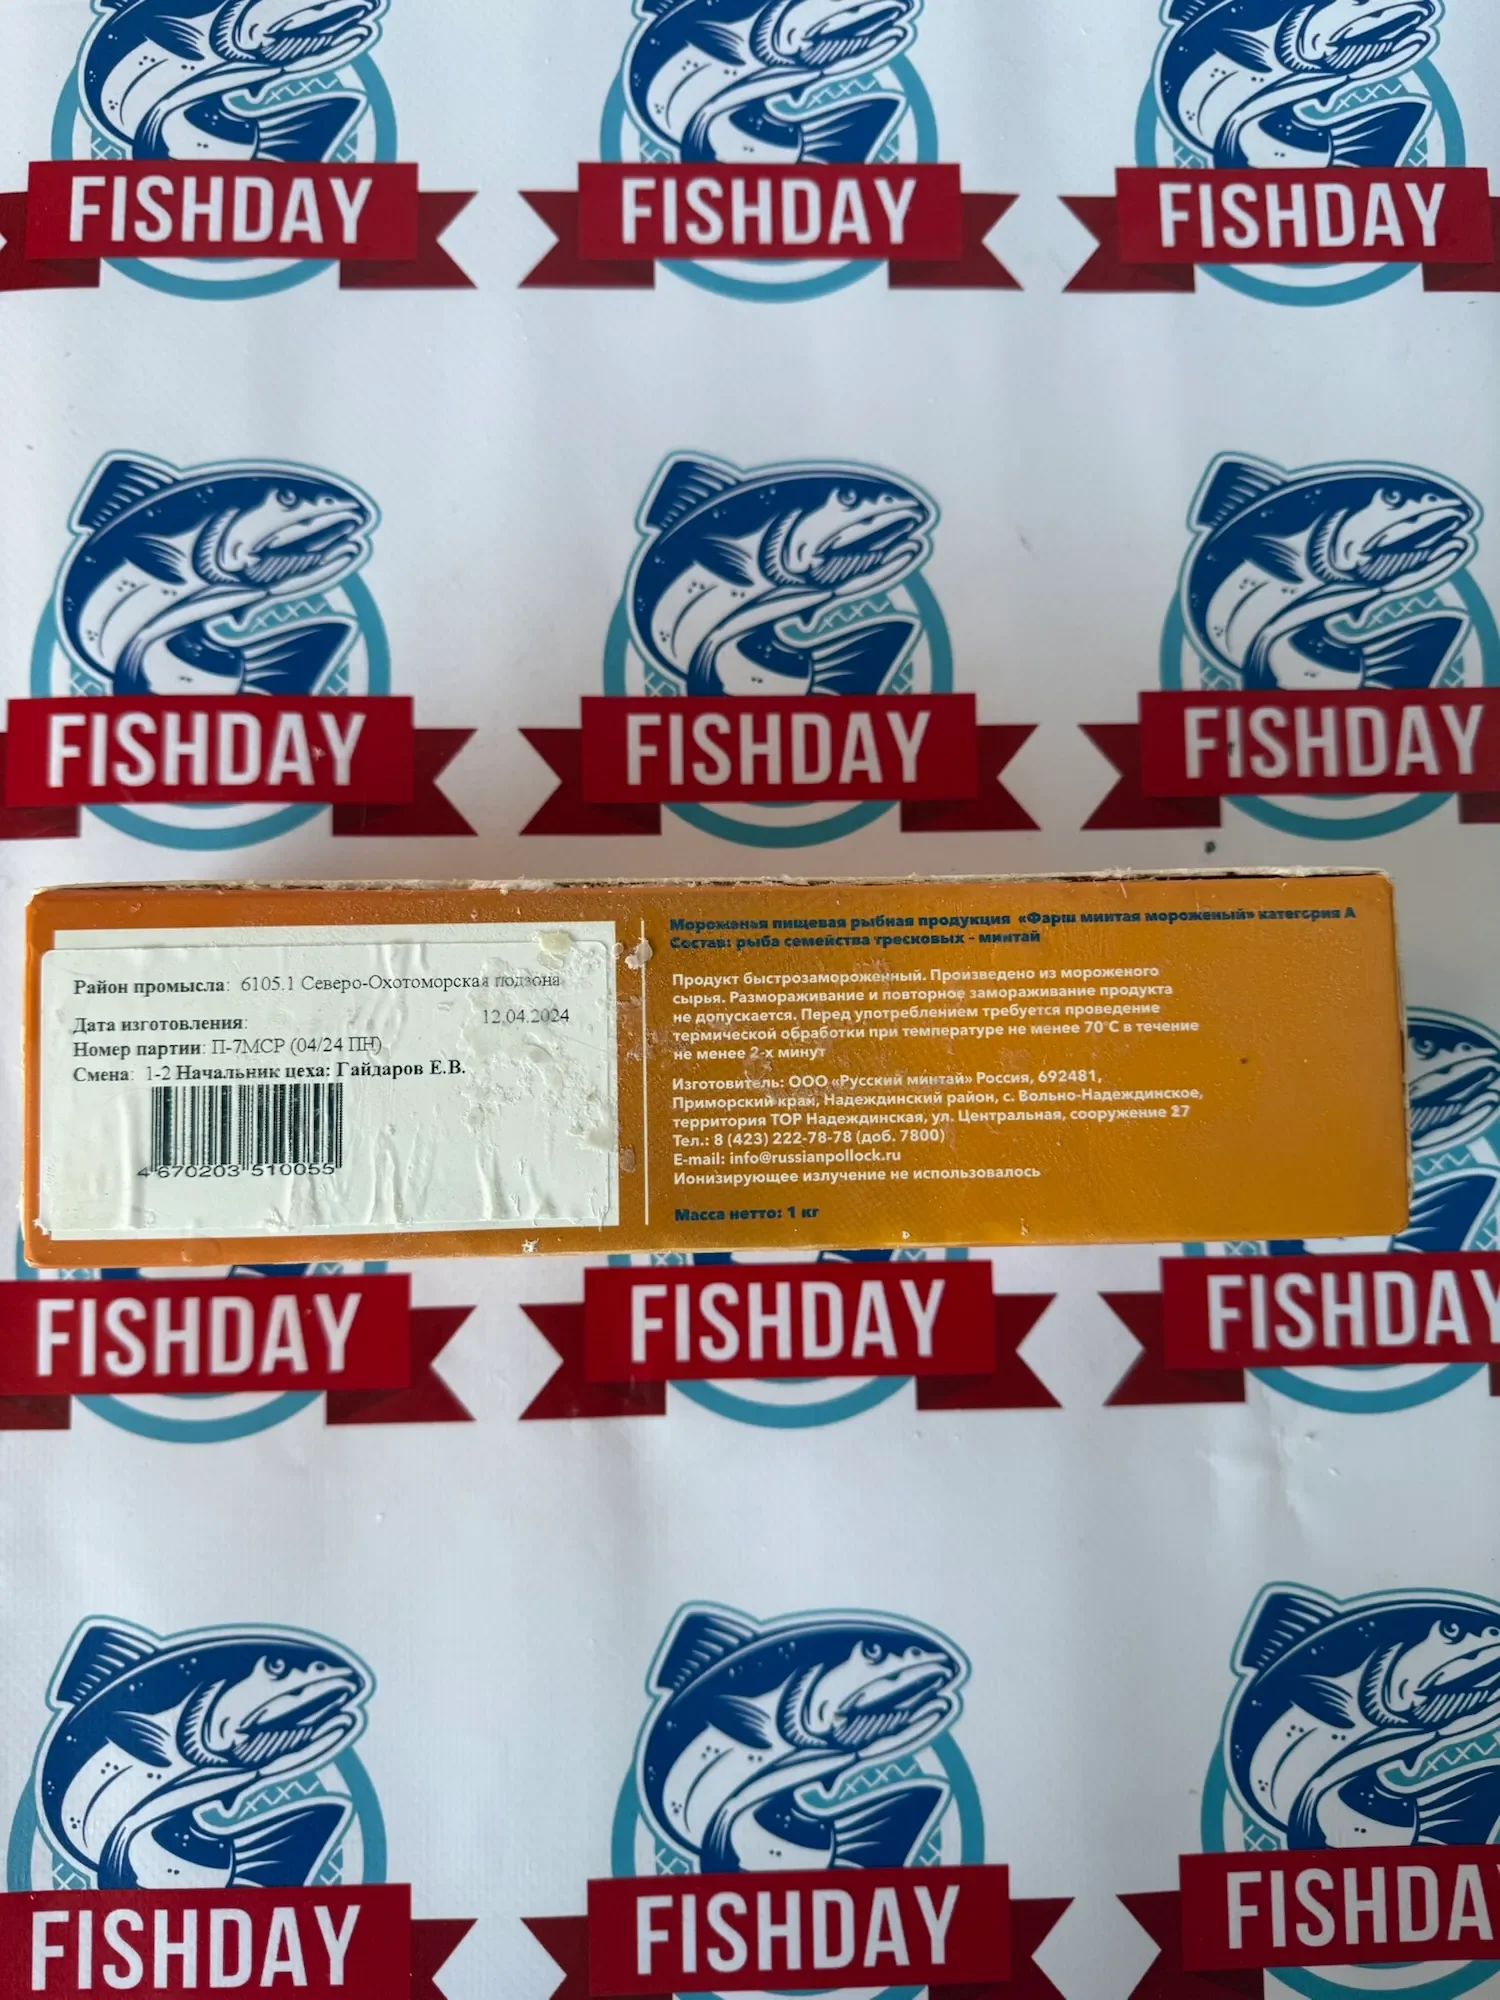 FISHDAY FISHDAY FISHDAY
FISHDAY FISHDAY FISHDAY
Район промысла: 6105.1 Северо-Охотоморская подзона
Дата изготовления: 12.04.2024
Номер партии: П-7МСР (04/24 ПН)
Смена: 1-2 Начальник цеха: Гайдаров Е.В.
4 670203 510055
Мороженая пищевая рыбная продукция «Фарш минтая мороженый» категория А
Состав: рыба семейства тресковых - минтай
Продукт быстрозамороженный. Произведено из мороженого
сырья. Размораживание и повторное замораживание продукта
не допускается. Перед употреблением требуется проведение
термической обработки при температуре не менее 70°С в течение
не менее 2-х минут
Изготовитель: ООО «Русский минтай» Россия, 692481,
Приморский край, Надеждинский район, с. Вольно-Надеждинское,
территория ТОР Надеждинская, ул. Центральная, сооружение 27
Тел.: 8 (423) 222-78-78 (доб. 7800)
E-mail: info@russianpollock.ru
Ионизирующее излучение не использовалось
Масса нетто: 1 кг
FISHDAY FISHDAY FISHDAY
FISHDAY FISHDAY FISHDA